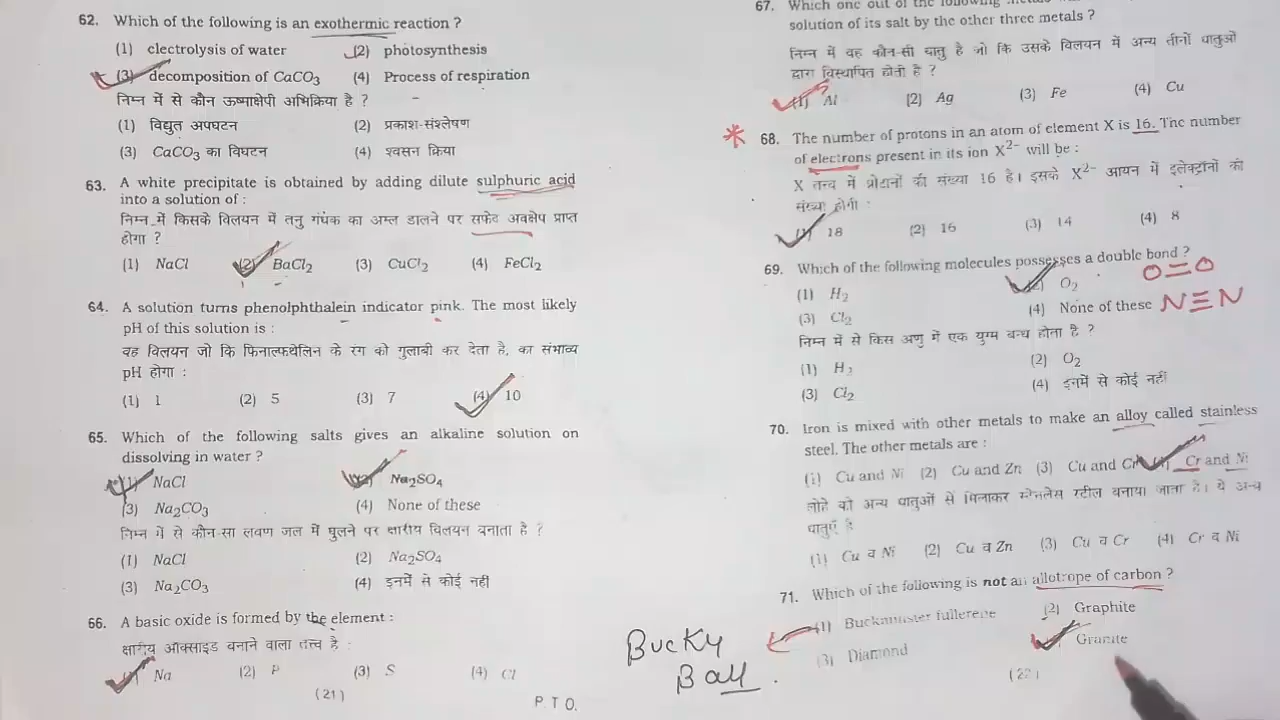 62. Which of the following is an exothermic reaction ?
(1) electrolysis of water (2) photosynthesis
(3) decomposition of CaCO3 (4) Process of respiration
निम्न में से कौन ऊष्माक्षेपी अभिक्रिया है ?
(1) विद्युत अपघटन (2) प्रकाश-संश्लेषण
(3) CaCO3 का विघटन (4) श्वसन क्रिया
63. A white precipitate is obtained by adding dilute sulphuric acid
into a solution of :
निम्न में किसके विलयन में तनु गंधक का अम्ल डालने पर सफेद अवक्षेप प्राप्त
होगा ?
(1) NaCl (2) BaCl2 (3) CuCl2 (4) FeCl2
64. A solution turns phenolphthalein indicator pink. The most likely
pH of this solution is :
वह विलयन जो कि फिनाल्फथेलिन के रंग को गुलाबी कर देता है, का संभाव्य
pH होगा :
(1) 1 (2) 5 (3) 7 (4) 10
65. Which of the following salts gives an alkaline solution on
dissolving in water ?
(1) NaCl (2) Na2SO4
(3) Na2CO3 (4) None of these
निम्न में से कौन-सा लवण जल में घुलने पर क्षारीय विलयन बनाता है ?
(1) NaCl (2) Na2SO4
(3) Na2CO3 (4) इनमें से कोई नहीं
66. A basic oxide is formed by the element :
क्षारीय ऑक्साइड बनाने वाला तत्त्व है :
Na (2) P (3) S (4) Cl
(21) P. T. O.
67. Which one out of the following metals
solution of its salt by the other three metals ?
निम्न में वह कौन-सी धातु है जो कि उसके विलयन में अन्य तीनों धातुओं
द्वारा विस्थापित होती है ?
(1) Al (2) Ag (3) Fe (4) Cu
* 68. The number of protons in an atom of element X is 16. The number
of electrons present in its ion X2− will be :
X तत्त्व में प्रोटानों की संख्या 16 है। इसके X2− आयन में इलेक्ट्रॉनों की
संख्या होगी :
(1) 18 (2) 16 (3) 14 (4) 8
69. Which of the following molecules possesses a double bond ?
(1) H2 (2) O2 O=O
(3) Cl2 (4) None of these N≡N
निम्न में से किस अणु में एक युग्म बन्ध होता है ?
(1) H2 (2) O2
(3) Cl2 (4) इनमें से कोई नहीं
70. Iron is mixed with other metals to make an alloy called stainless
steel. The other metals are :
(1) Cu and Ni (2) Cu and Zn (3) Cu and Cr (4) Cr and Ni
लोहे को अन्य धातुओं से मिलाकर स्टेनलेस स्टील बनाया जाता है। ये अन्य
धातुएँ हैं
(1) Cu व Ni (2) Cu व Zn (3) Cu व Cr (4) Cr व Ni
71. Which of the following is not an allotrope of carbon ?
(1) Buckminster fullerene (2) Graphite
(3) Diamond Granite
(22)
Bucky
Ball